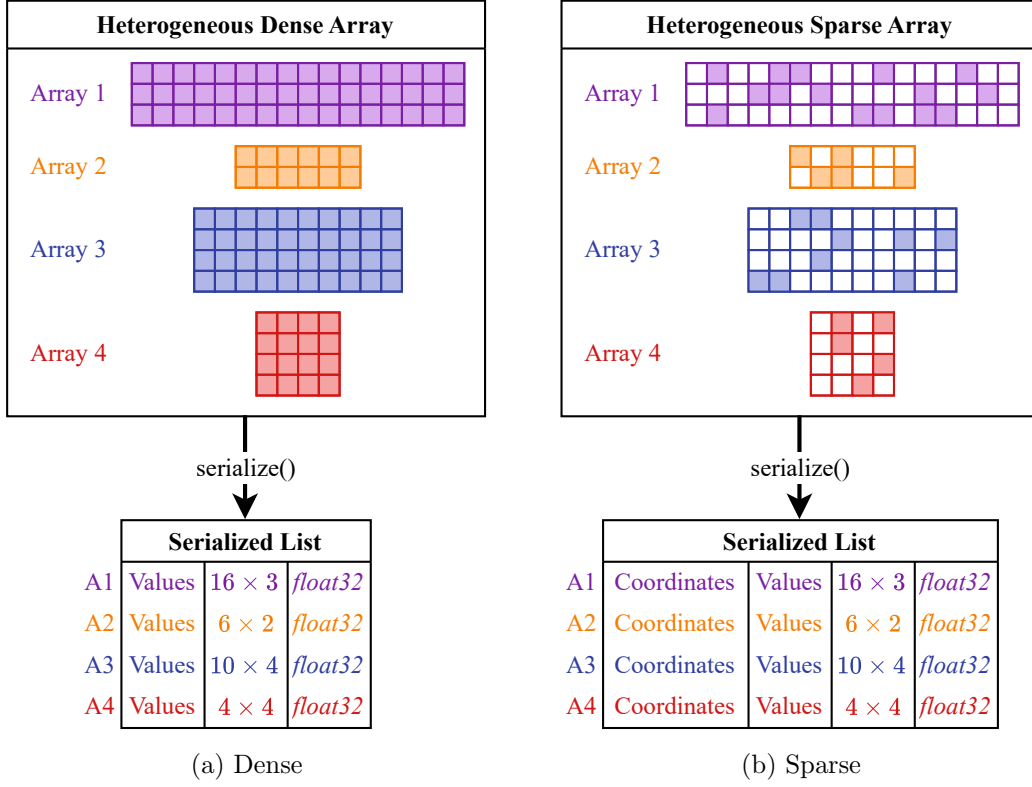 Heterogeneous Dense Array
Array 1
Array 2
Array 3
Array 4
serialize()
Serialized List
A1 Values 16 × 3 float32
A2 Values 6 × 2 float32
A3 Values 10 × 4 float32
A4 Values 4 × 4 float32
(a) Dense
Heterogeneous Sparse Array
Array 1
Array 2
Array 3
Array 4
serialize()
Serialized List
A1 Coordinates Values 16 × 3 float32
A2 Coordinates Values 6 × 2 float32
A3 Coordinates Values 10 × 4 float32
A4 Coordinates Values 4 × 4 float32
(b) Sparse